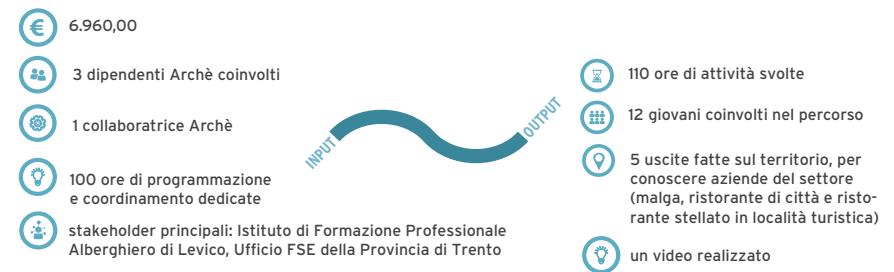 €
6.960,00
3 dipendenti Archè coinvolti
1 collaboratrice Archè
100 ore di programmazione
e coordinamento dedicate
stakeholder principali: Istituto di Formazione Professionale
Alberghiero di Levico, Ufficio FSE della Provincia di Trento
INPUT
OUTPUT
110 ore di attività svolte
12 giovani coinvolti nel percorso
5 uscite fatte sul territorio, per
conoscere aziende del settore
(malga, ristorante di città e risto-
rante stellato in località turistica)
un video realizzato